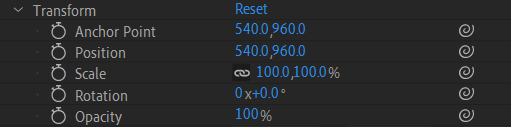 Transform Reset
Anchor Point 540.0,960.0
Position 540.0,960.0
Scale 100.0,100.0%
Rotation 0x+0.0°
Opacity 100%